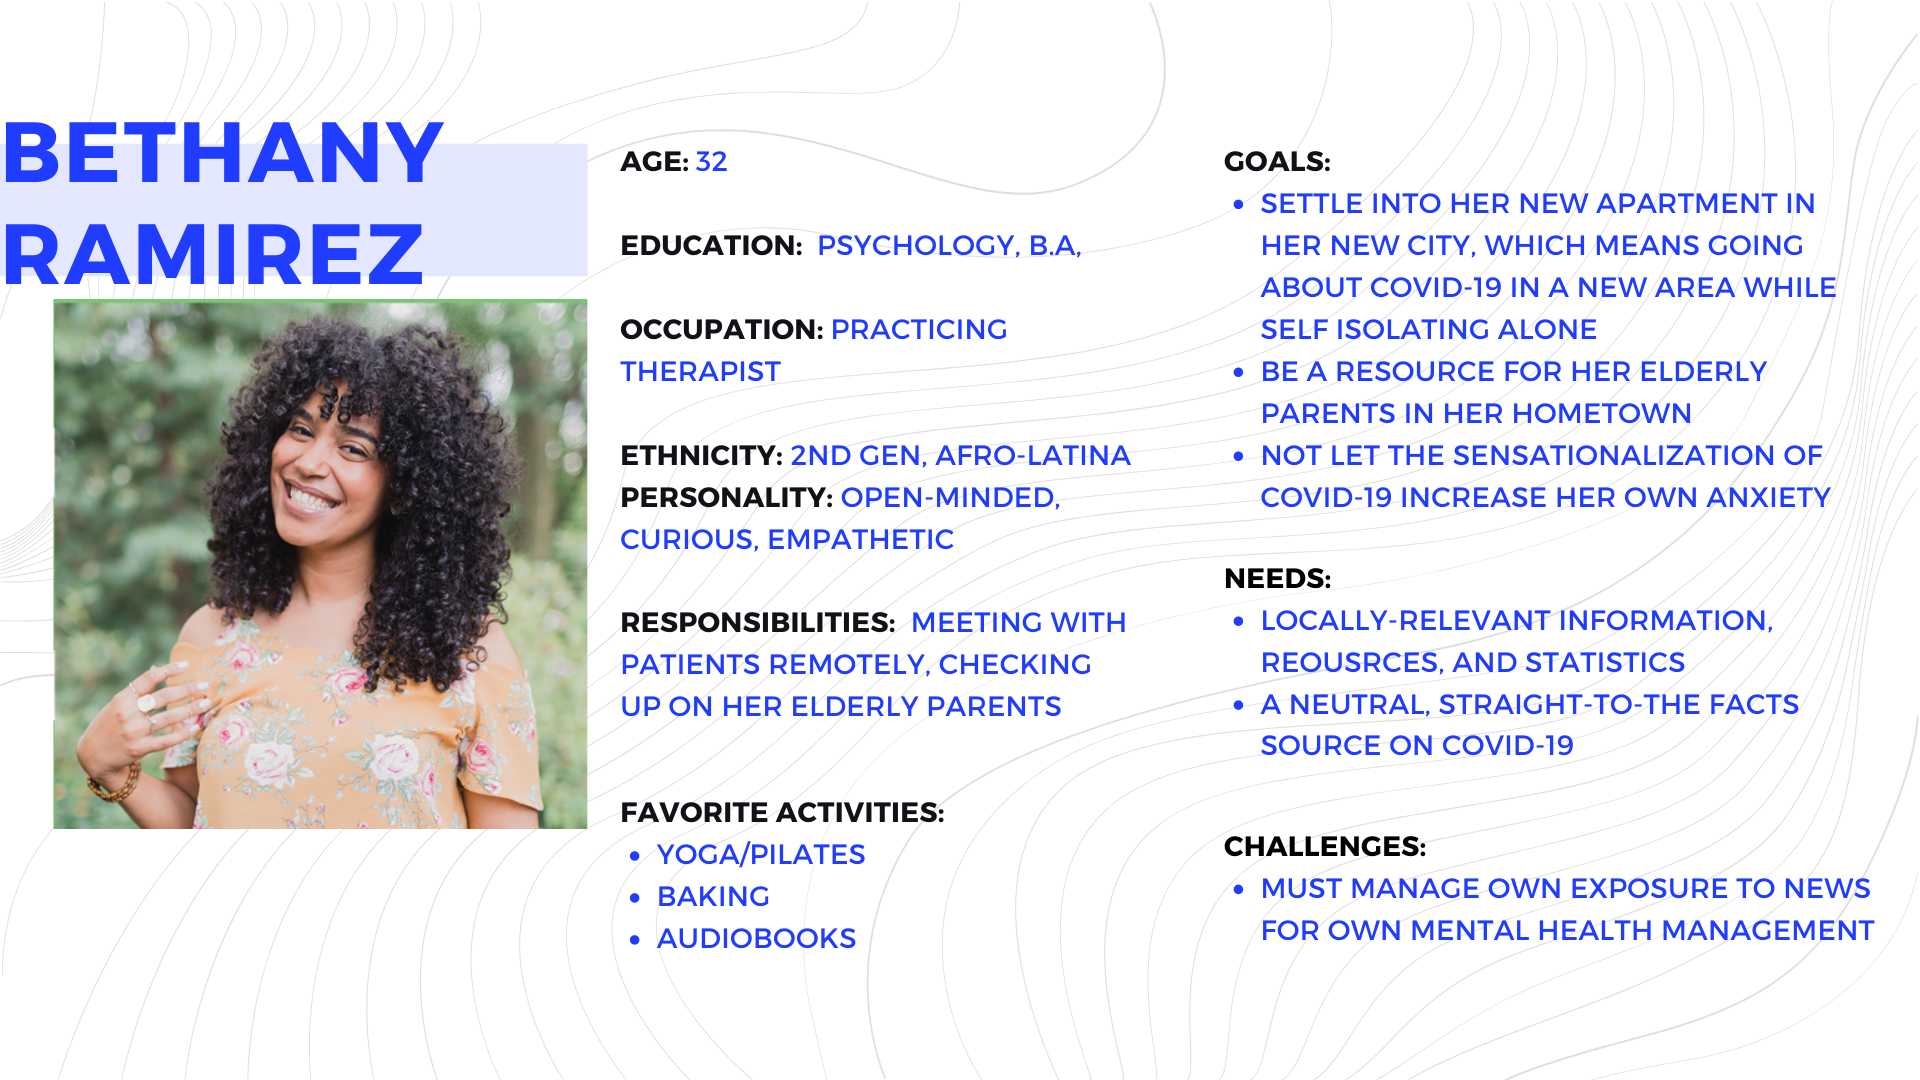 BETHANY
RAMIREZ
AGE: 32
EDUCATION: PSYCHOLOGY, B.A,
OCCUPATION: PRACTICING
THERAPIST
ETHNICITY: 2ND GEN, AFRO-LATINA
PERSONALITY: OPEN-MINDED,
CURIOUS, EMPATHETIC
RESPONSIBILITIES: MEETING WITH
PATIENTS REMOTELY, CHECKING
UP ON HER ELDERLY PARENTS
FAVORITE ACTIVITIES:
• YOGA/PILATES
• BAKING
• AUDIOBOOKS
GOALS:
• SETTLE INTO HER NEW APARTMENT IN
HER NEW CITY, WHICH MEANS GOING
ABOUT COVID-19 IN A NEW AREA WHILE
SELF ISOLATING ALONE
• BE A RESOURCE FOR HER ELDERLY
PARENTS IN HER HOMETOWN
• NOT LET THE SENSATIONALIZATION OF
COVID-19 INCREASE HER OWN ANXIETY
NEEDS:
• LOCALLY-RELEVANT INFORMATION,
REOUSRCES, AND STATISTICS
• A NEUTRAL, STRAIGHT-TO-THE FACTS
SOURCE ON COVID-19
CHALLENGES:
• MUST MANAGE OWN EXPOSURE TO NEWS
FOR OWN MENTAL HEALTH MANAGEMENT